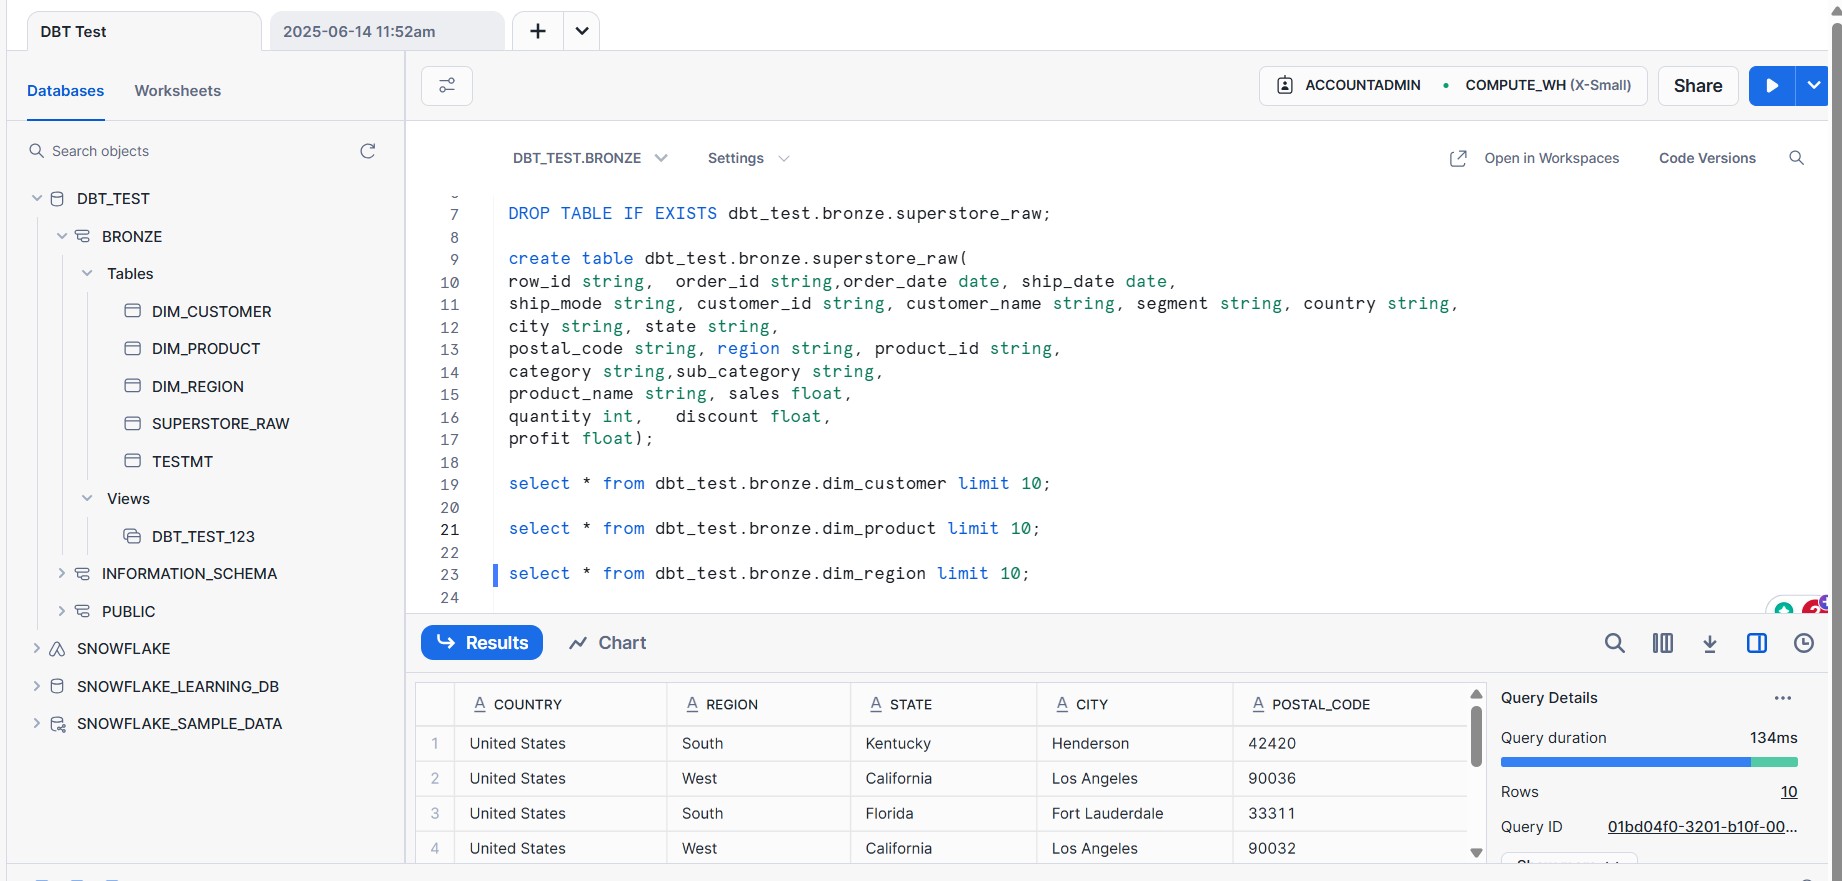 DBT Test
2025-06-14 11:52am
Databases
Worksheets
ACCOUNTADMIN • COMPUTE_WH (X-Small)
Share
Search objects
DBT_TEST
BRONZE
Tables
DIM_CUSTOMER
DIM_PRODUCT
DIM_REGION
SUPERSTORE_RAW
TESTMT
Views
DBT_TEST_123
INFORMATION_SCHEMA
PUBLIC
SNOWFLAKE
SNOWFLAKE_LEARNING_DB
SNOWFLAKE_SAMPLE_DATA
DBT_TEST.BRONZE
Settings
Open in Workspaces
Code Versions
7 DROP TABLE IF EXISTS dbt_test.bronze.superstore_raw;
8
9 create table dbt_test.bronze.superstore_raw(
10 row_id string,  order_id string,order_date date, ship_date date,
11 ship_mode string, customer_id string, customer_name string, segment string, country string,
12 city string, state string,
13 postal_code string, region string, product_id string,
14 category string,sub_category string,
15 product_name string, sales float,
16 quantity int,   discount float,
17 profit float);
18
19 select * from dbt_test.bronze.dim_customer limit 10;
20
21 select * from dbt_test.bronze.dim_product limit 10;
22
23 select * from dbt_test.bronze.dim_region limit 10;
24
Results
Chart
COUNTRY REGION STATE CITY POSTAL_CODE
1 United States South Kentucky Henderson 42420
2 United States West California Los Angeles 90036
3 United States South Florida Fort Lauderdale 33311
4 United States West California Los Angeles 90032
Query Details
Query duration 134ms
Rows 10
Query ID 01bd04f0-3201-b10f-00...